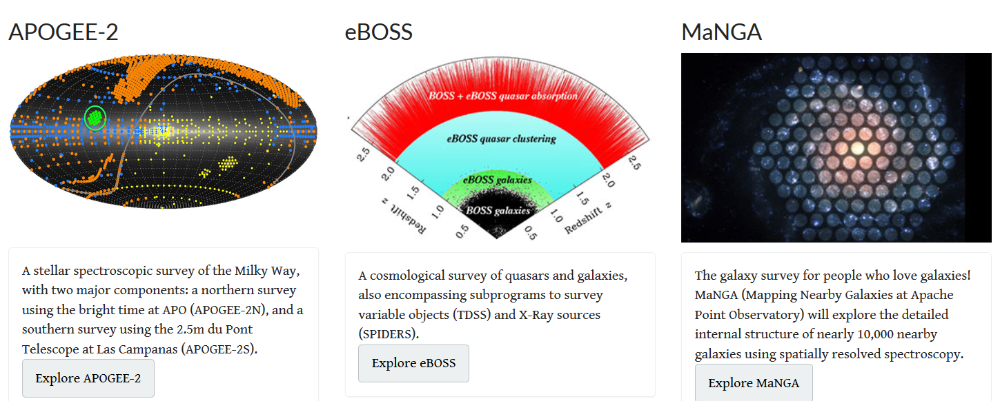 APOGEE-2
A stellar spectroscopic survey of the Milky Way,
with two major components: a northern survey
using the bright time at APO (APOGEE-2N), and a
southern survey using the 2.5m du Pont
Telescope at Las Campanas (APOGEE-2S).
Explore APOGEE-2
eBOSS
BOSS + eBOSS quasar absorption
eBOSS quasar clustering
eBOSS galaxies
BOSS galaxies
2.5
2.0
1.5
1.0
0.5
Redshift z
0.5
1.0
1.5
2.0
2.5
Redshift z
A cosmological survey of quasars and galaxies,
also encompassing subprograms to survey
variable objects (TDSS) and X-Ray sources
(SPIDERS).
Explore eBOSS
MaNGA
The galaxy survey for people who love galaxies!
MaNGA (Mapping Nearby Galaxies at Apache
Point Observatory) will explore the detailed
internal structure of nearly 10,000 nearby
galaxies using spatially resolved spectroscopy.
Explore MaNGA